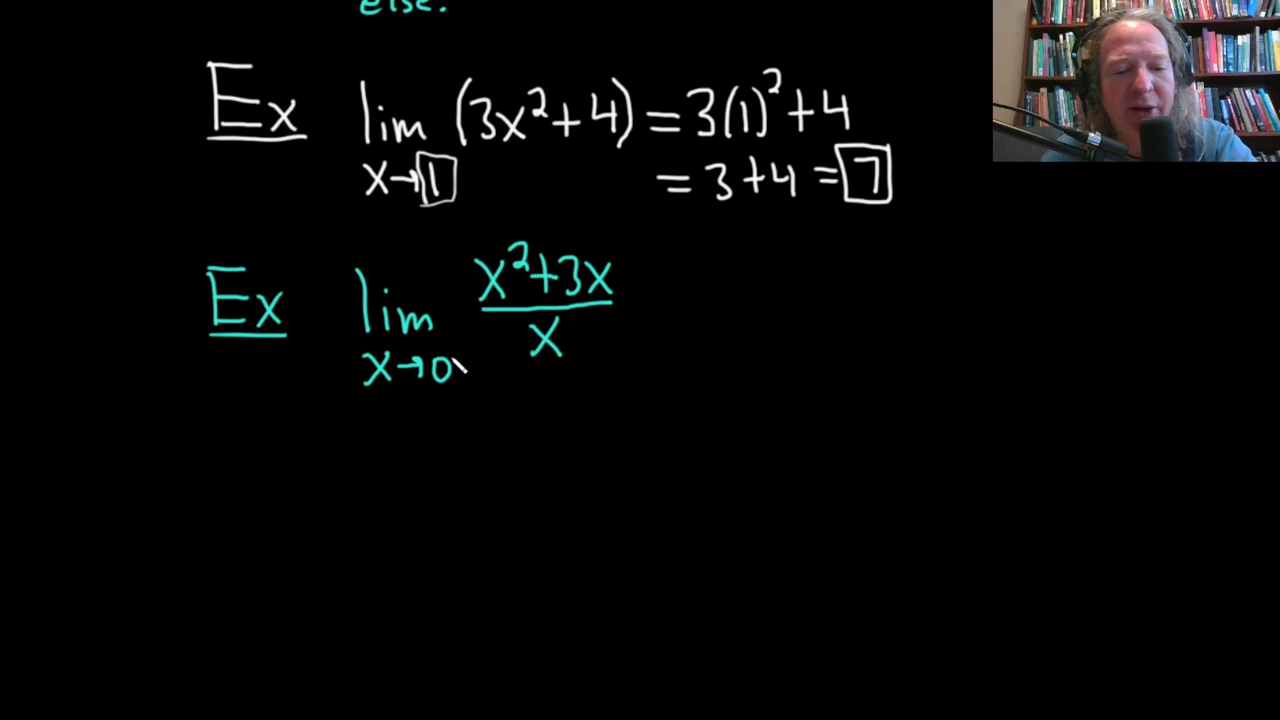 else.
Ex lim (3x²+4) = 3(1)²+4
x→1 = 3+4 = 7
Ex lim x²+3x
x
x→0